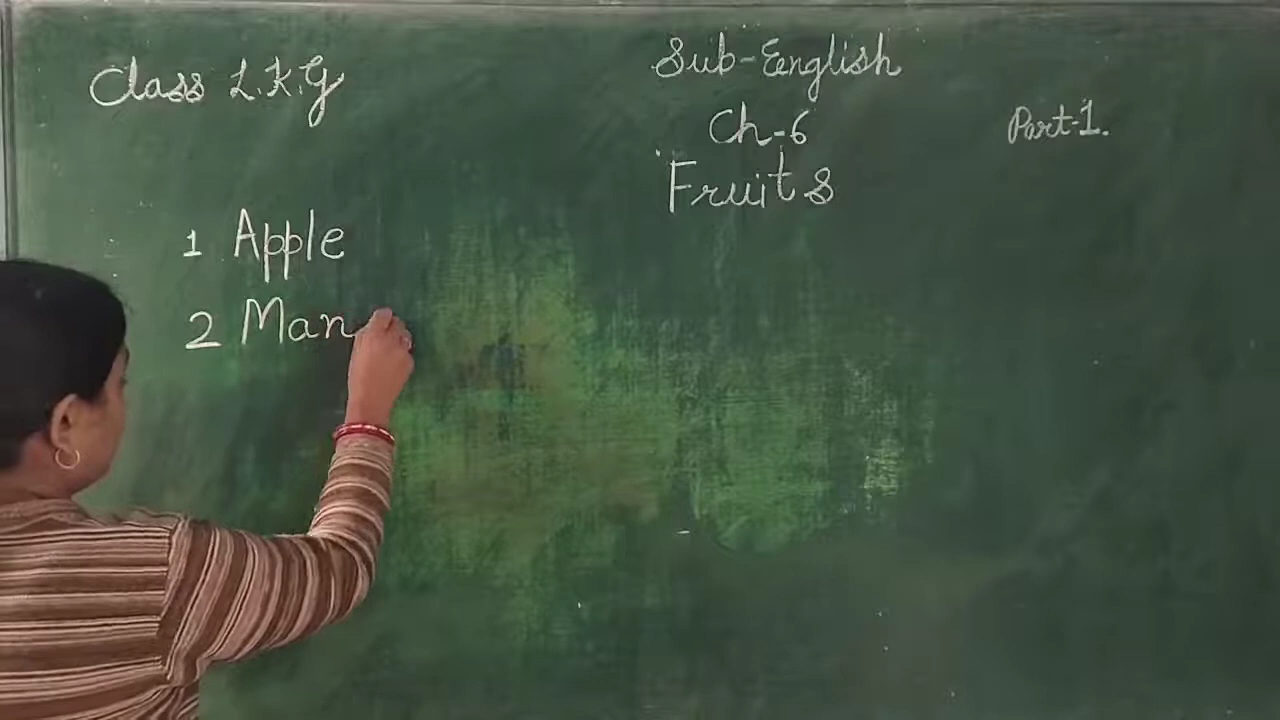 Class L.K.G
Sub-English
Ch-6
Part-1.
Fruits
1 Apple
2 Man